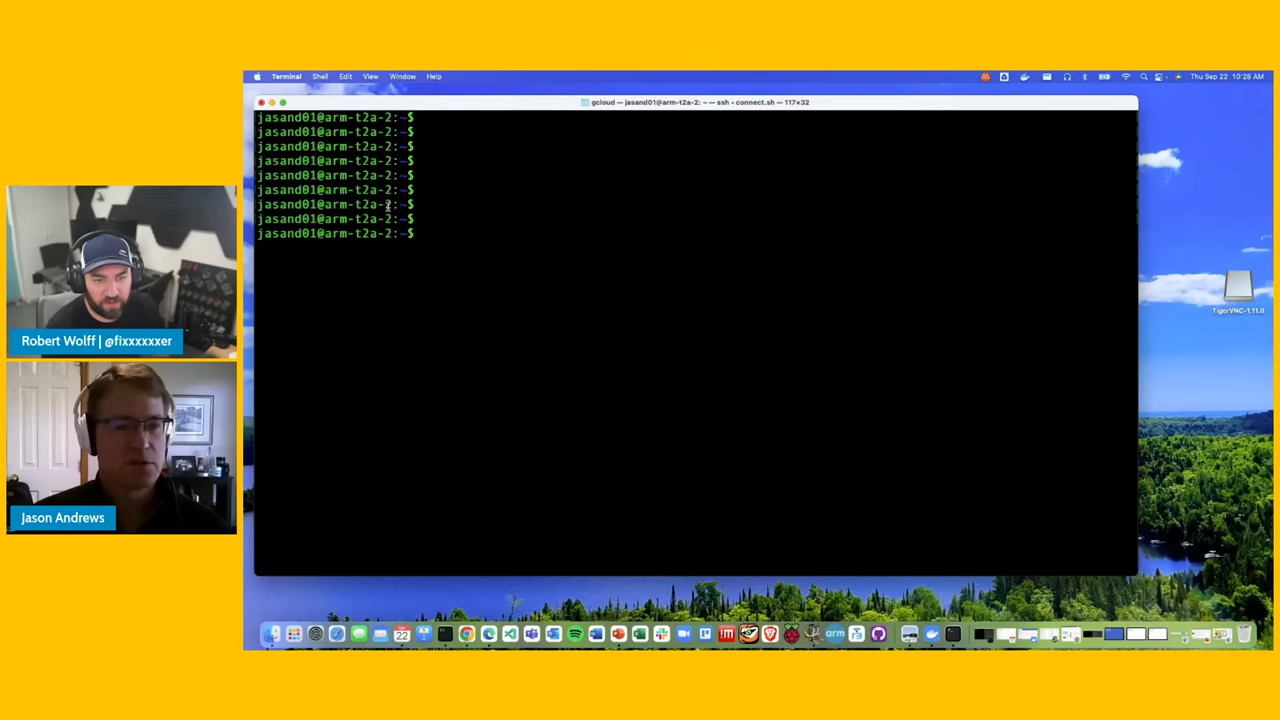 Terminal Shell Edit View Window Help
Thu Sep 22 10:28 AM
gcloud — jasand01@arm-t2a-2: ~ — ssh - connect.sh — 117×32
jasand01@arm-t2a-2:~$
jasand01@arm-t2a-2:~$
jasand01@arm-t2a-2:~$
jasand01@arm-t2a-2:~$
jasand01@arm-t2a-2:~$
jasand01@arm-t2a-2:~$
jasand01@arm-t2a-2:~$
jasand01@arm-t2a-2:~$
jasand01@arm-t2a-2:~$
TigerVNC-1.11.0
Robert Wolff | @fixxxxxxer
Jason Andrews
22
arm